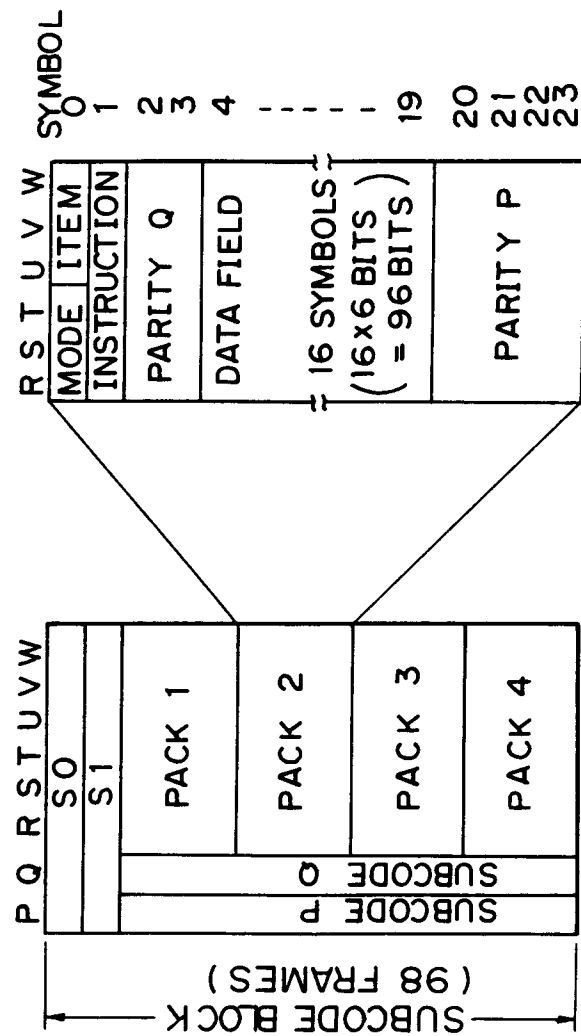 P Q R S T U V W
S0
S1
PACK 1
PACK 2
PACK 3
PACK 4
SUBCODE Q
SUBCODE P
SUBCODE BLOCK
(98 FRAMES)
R S T U V W
SYMBOL
MODE ITEM
0
INSTRUCTION
1
PARITY Q
2
3
DATA FIELD
4
16 SYMBOLS
(16×6 BITS
= 96 BITS)
19
PARITY P
20
21
22
23